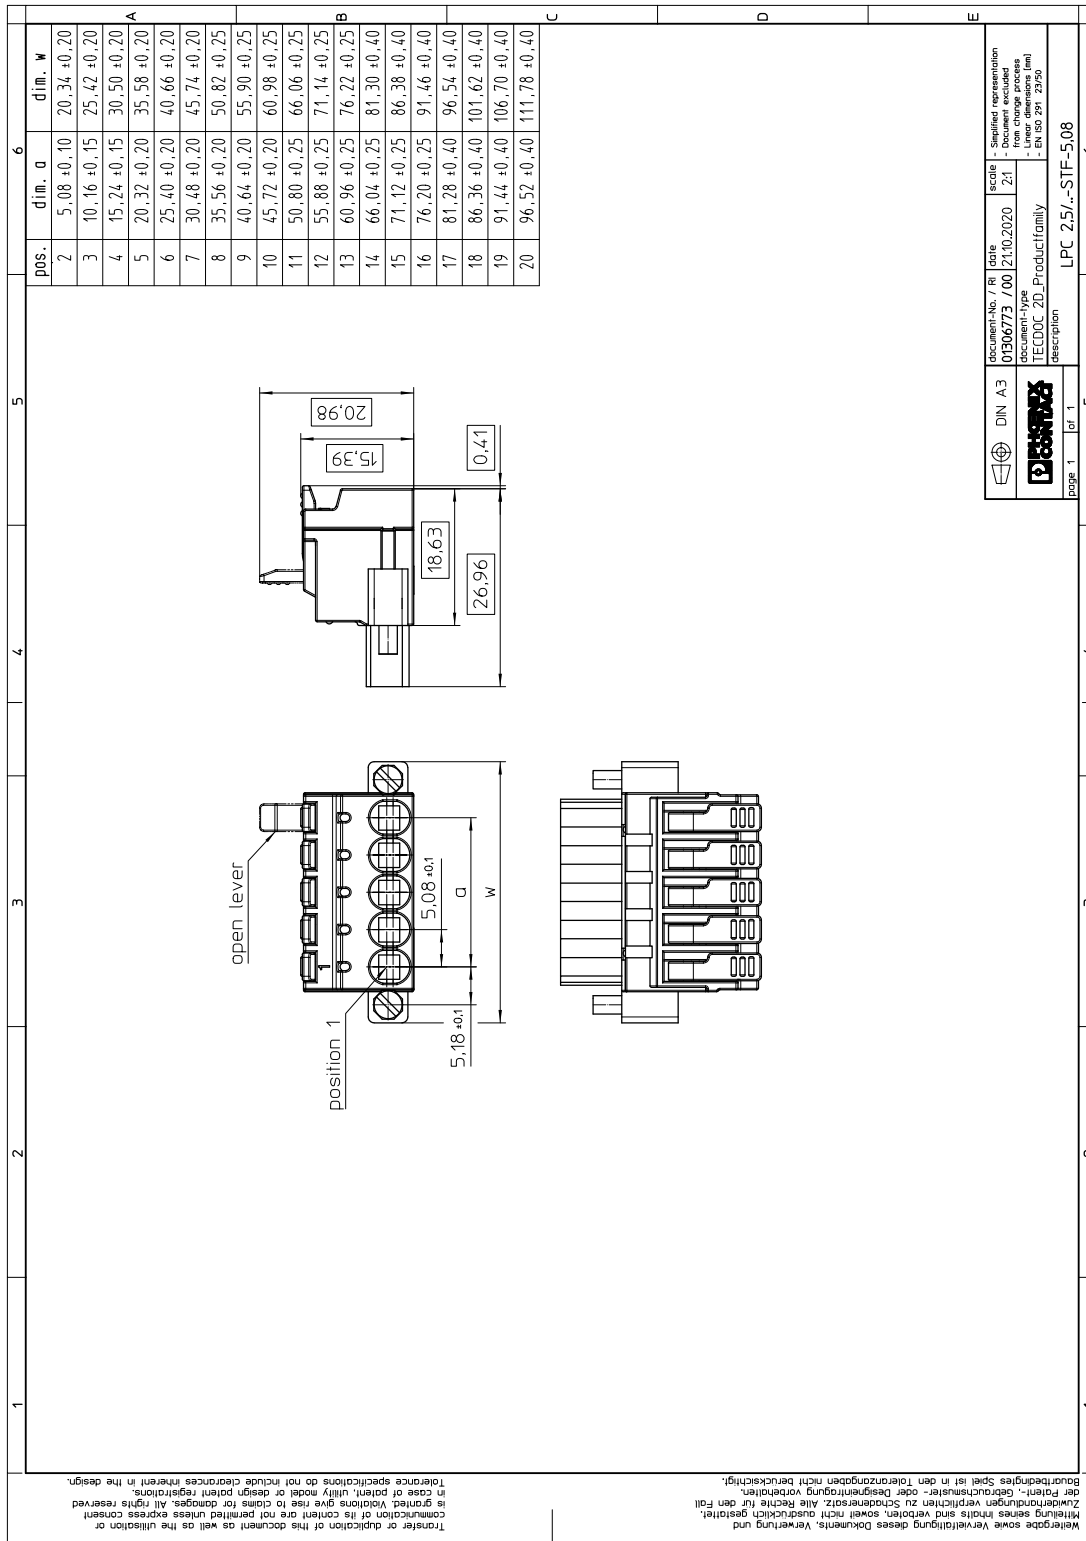 1
2
3
4
5
6
A
B
C
D
E
pos. dim. a dim. w
2 5,08 ±0,10 20,34 ±0,20
3 10,16 ±0,15 25,42 ±0,20
4 15,24 ±0,15 30,50 ±0,20
5 20,32 ±0,20 35,58 ±0,20
6 25,40 ±0,20 40,66 ±0,20
7 30,48 ±0,20 45,74 ±0,20
8 35,56 ±0,20 50,82 ±0,25
9 40,64 ±0,20 55,90 ±0,25
10 45,72 ±0,20 60,98 ±0,25
11 50,80 ±0,25 66,06 ±0,25
12 55,88 ±0,25 71,14 ±0,25
13 60,96 ±0,25 76,22 ±0,25
14 66,04 ±0,25 81,30 ±0,40
15 71,12 ±0,25 86,38 ±0,40
16 76,20 ±0,25 91,46 ±0,40
17 81,28 ±0,40 96,54 ±0,40
18 86,36 ±0,40 101,62 ±0,40
19 91,44 ±0,40 106,70 ±0,40
20 96,52 ±0,40 111,78 ±0,40
open lever
position 1
1
5,08 ±0,1
a
w
5,18 ±0,1
20,98
15,39
0,41
18,63
26,96
DIN A3
document-No. / RI
01306773 / 00
date
21.10.2020
scale
2:1
- Simplified representation
- Document excluded
from change process
- Linear dimensions [mm]
- EN ISO 291 23/50
PHOENIX
CONTACT
document-type
TECDOC 2D_Productfamily
description
LPC 2,5/..-STF-5,08
page 1 of 1
Transfer or duplication of this document as well as the utilisation or
communication of its content are not permitted unless express consent
is granted. Violations give rise to claims for damages. All rights reserved
in case of patent, utility model or design patent registrations.
Tolerance specifications do not include clearances inherent in the design.
Weitergabe sowie Vervielfältigung dieses Dokuments, Verwertung und
Mitteilung seines Inhalts sind verboten, soweit nicht ausdrücklich gestattet.
Zuwiderhandlungen verpflichten zu Schadenersatz. Alle Rechte für den Fall
der Patent-, Gebrauchsmuster- oder Designeintragung vorbehalten.
Bauartbedingtes Spiel ist in den Toleranzangaben nicht berücksichtigt.